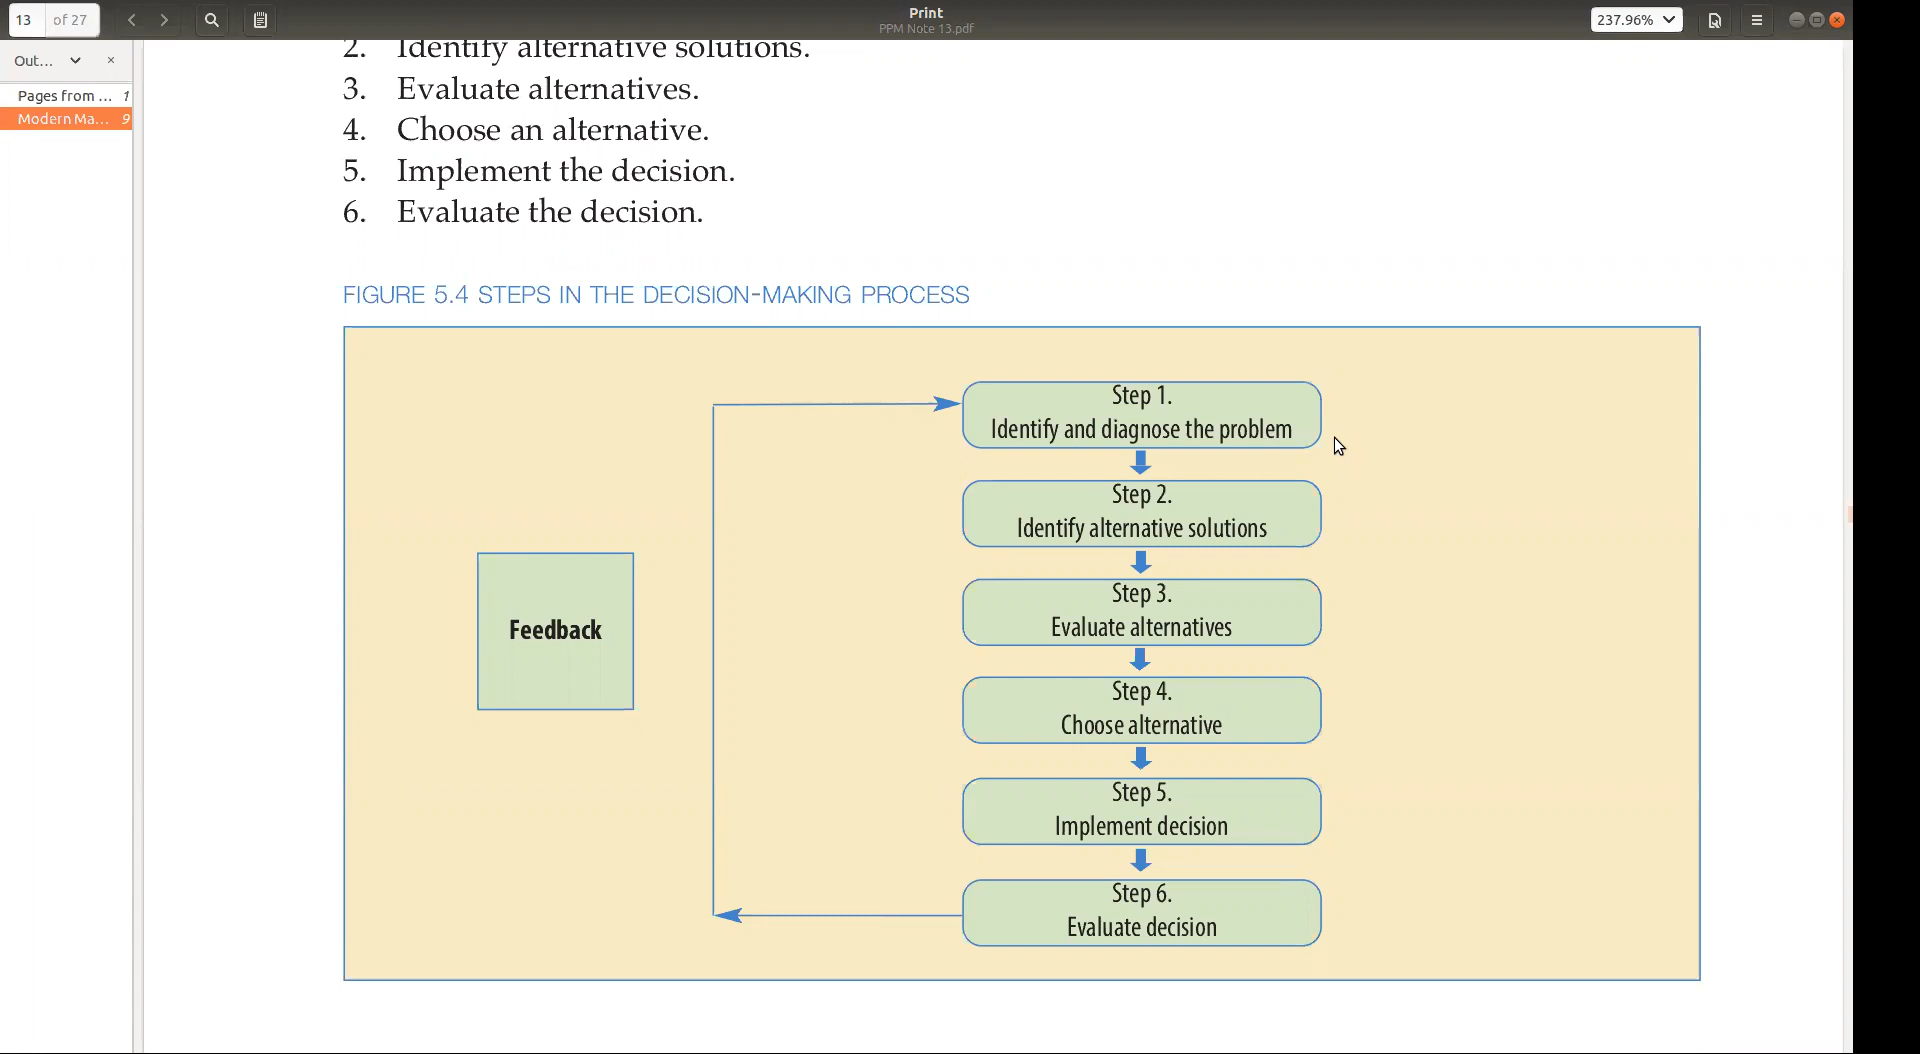 13 of 27
Print
PPM Note 13.pdf
237.96%
Out...
Pages from ... 1
Modern Ma... 9
2. Identify alternative solutions.
3. Evaluate alternatives.
4. Choose an alternative.
5. Implement the decision.
6. Evaluate the decision.
FIGURE 5.4 STEPS IN THE DECISION-MAKING PROCESS
Step 1.
Identify and diagnose the problem
Step 2.
Identify alternative solutions
Step 3.
Evaluate alternatives
Feedback
Step 4.
Choose alternative
Step 5.
Implement decision
Step 6.
Evaluate decision